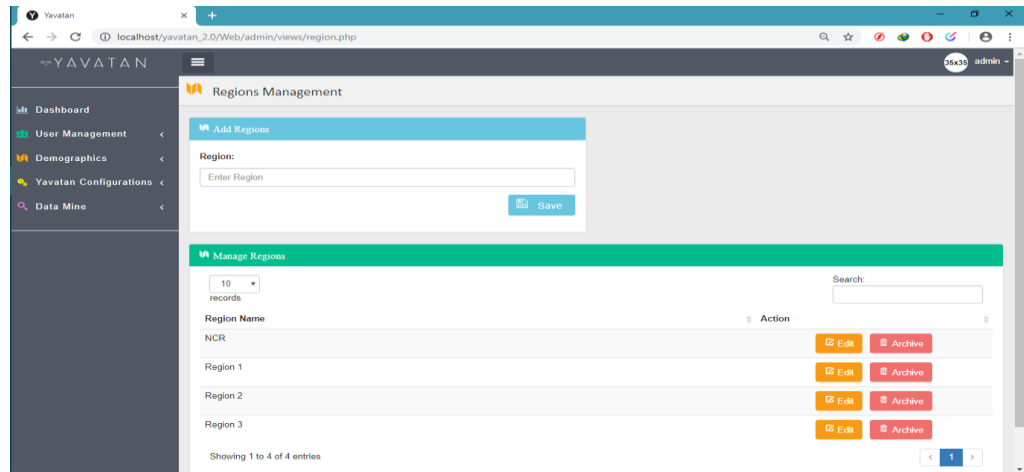 Yavatan
localhost/yavatan_2.0/Web/admin/views/region.php
YAVATAN
35x35 admin
Regions Management
Dashboard
User Management
Demographics
Yavatan Configurations
Data Mine
Add Regions
Region:
Enter Region
Save
Manage Regions
10
records
Search:
Region Name Action
NCR Edit Archive
Region 1 Edit Archive
Region 2 Edit Archive
Region 3 Edit Archive
Showing 1 to 4 of 4 entries
1